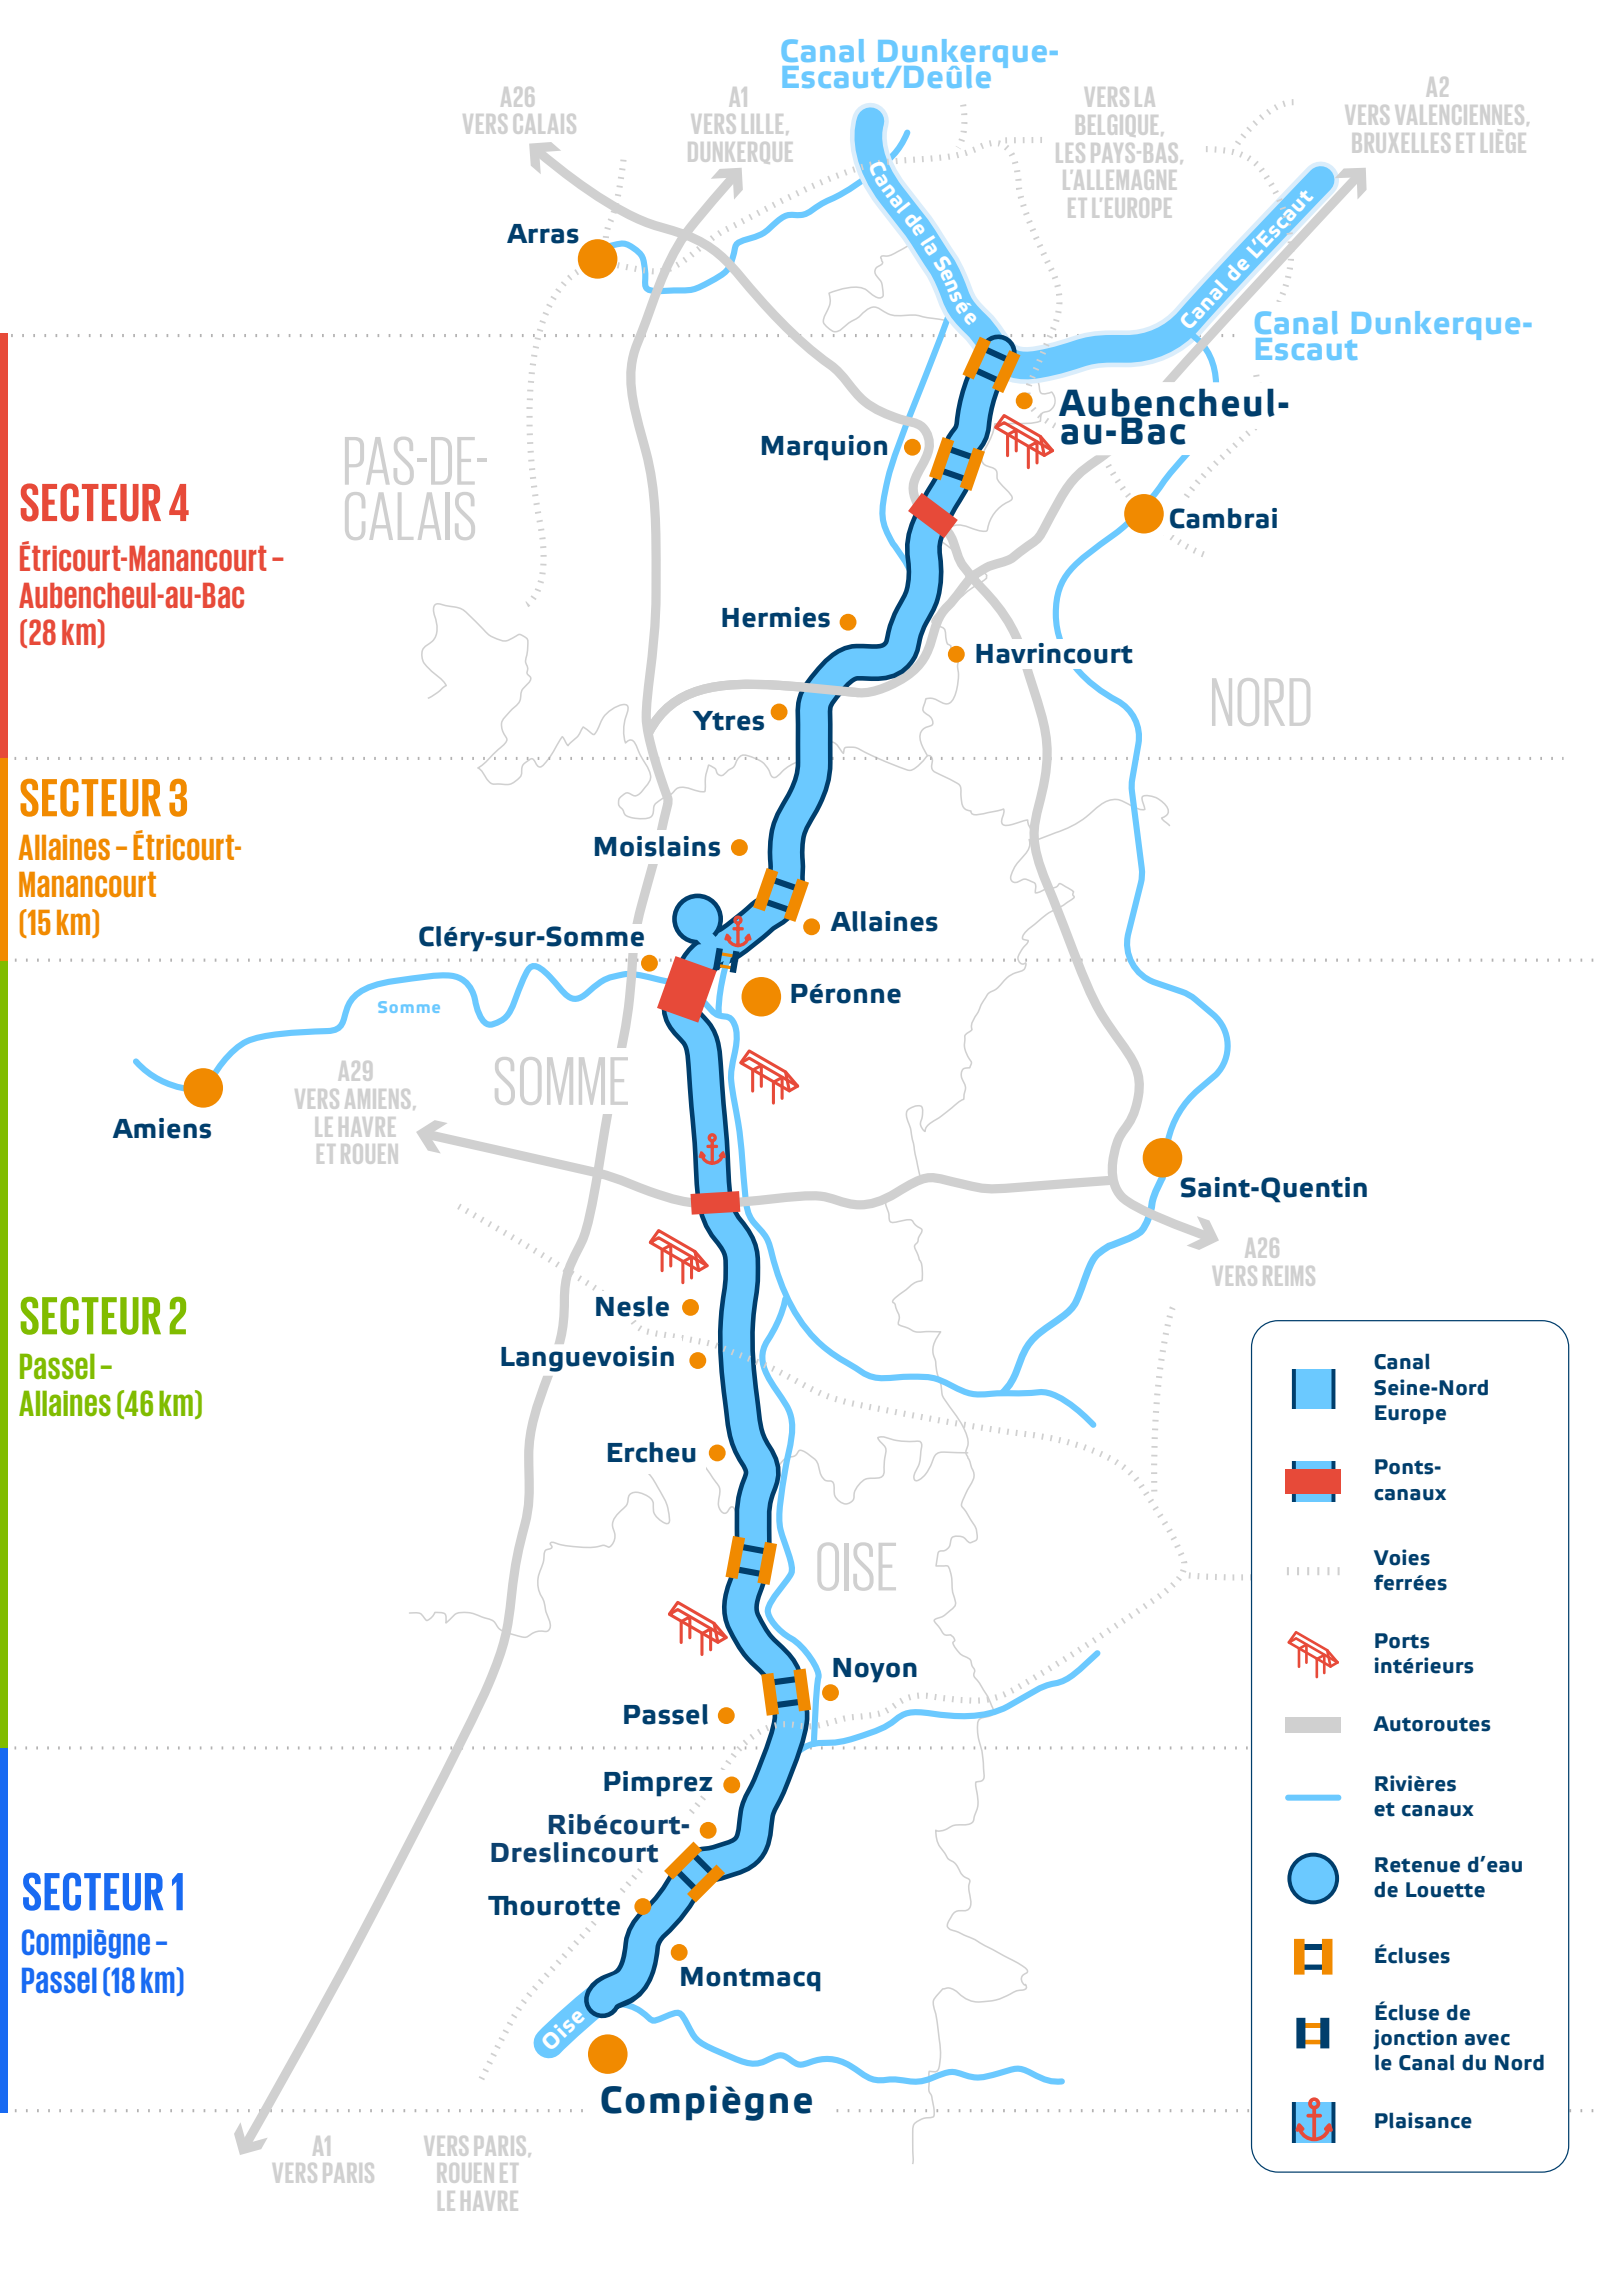 Canal Dunkerque-
Escaut/Deûle
A26
VERS CALAIS
A1
VERS LILLE,
DUNKERQUE
VERS LA
BELGIQUE,
LES PAYS-BAS,
L'ALLEMAGNE
ET L'EUROPE
A2
VERS VALENCIENNES,
BRUXELLES ET LIÈGE
Canal de la Sensée
Canal de L'Escaut
Arras
Canal Dunkerque-
Escaut
Aubencheul-
au-Bac
Marquion
PAS-DE-
CALAIS
SECTEUR 4
Étricourt-Manancourt –
Aubencheul-au-Bac
(28 km)
Cambrai
Hermies
Havrincourt
NORD
Ytres
SECTEUR 3
Allaines – Étricourt-
Manancourt
(15 km)
Moislains
Allaines
Cléry-sur-Somme
Péronne
Somme
SOMME
A29
VERS AMIENS,
LE HAVRE
ET ROUEN
Amiens
Saint-Quentin
A26
VERS REIMS
SECTEUR 2
Passel –
Allaines (46 km)
Nesle
Languevoisin
Ercheu
OISE
Noyon
Passel
Pimprez
Ribécourt-
Dreslincourt
Thourotte
SECTEUR 1
Compiègne –
Passel (18 km)
Montmacq
Oise
Compiègne
A1
VERS PARIS
VERS PARIS,
ROUEN ET
LE HAVRE
Canal
Seine-Nord
Europe
Ponts-
canaux
Voies
ferrées
Ports
intérieurs
Autoroutes
Rivières
et canaux
Retenue d'eau
de Louette
Écluses
Écluse de
jonction avec
le Canal du Nord
Plaisance